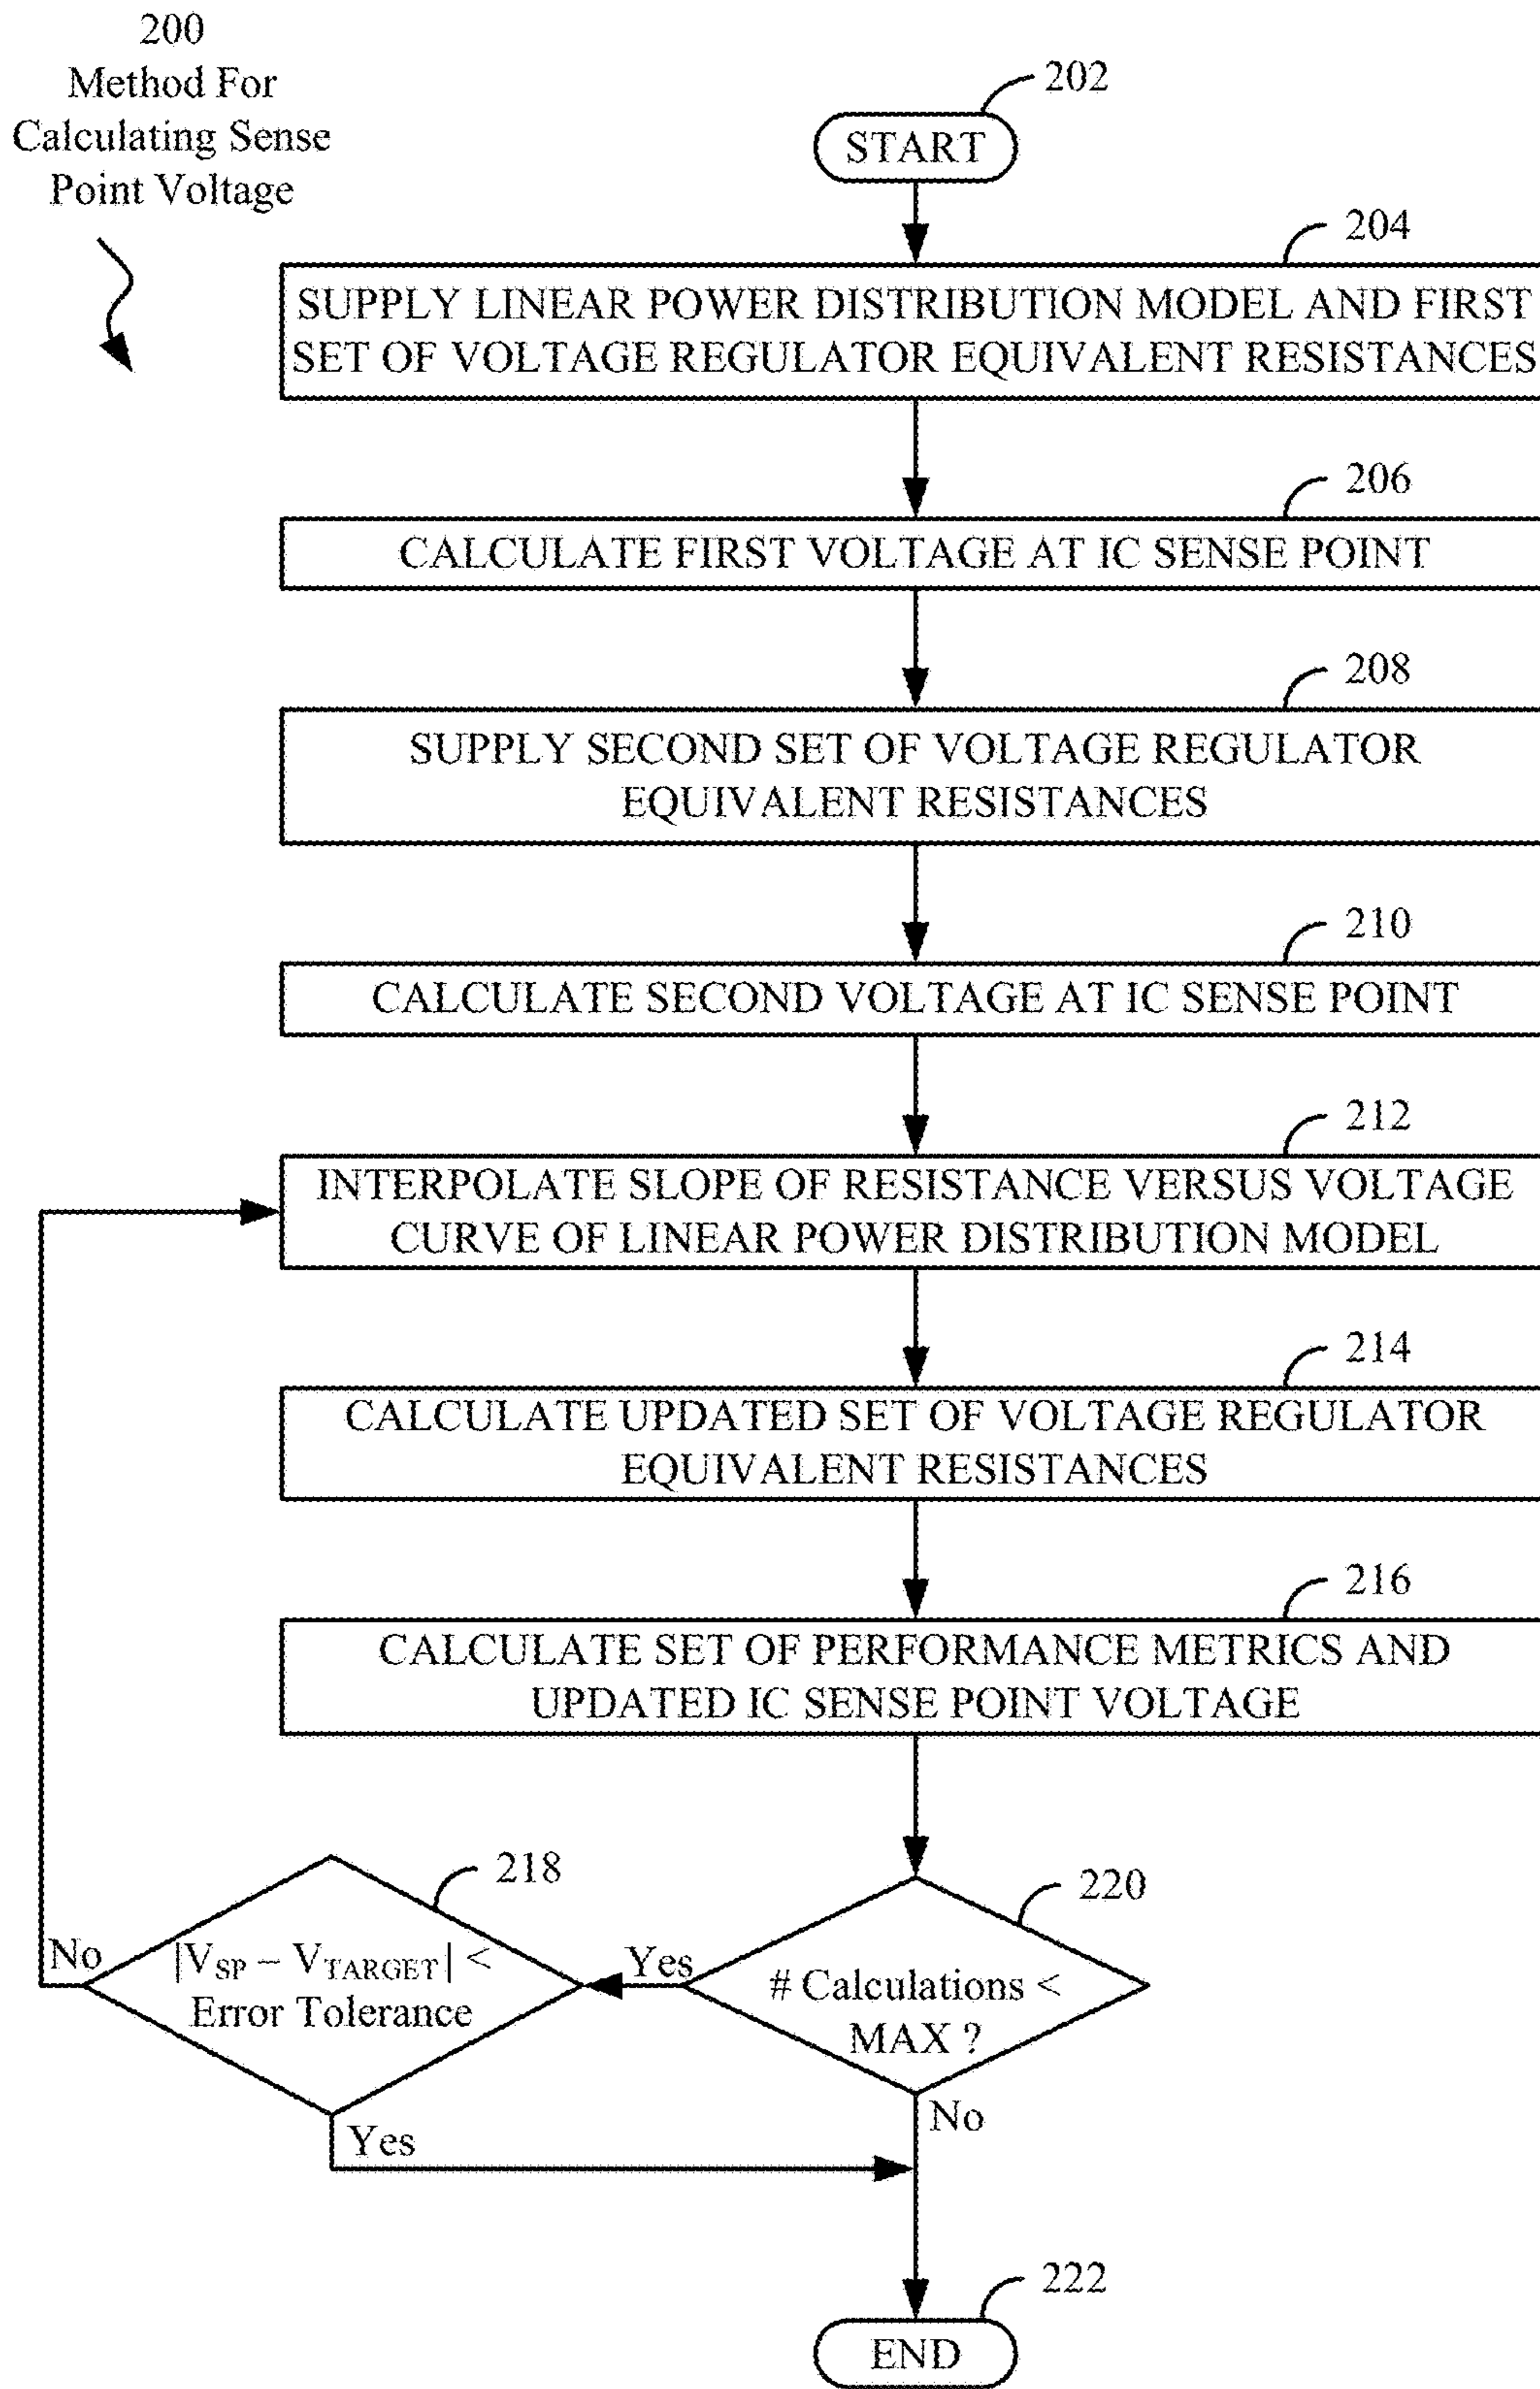 200
Method For
Calculating Sense
Point Voltage
202
START
204
SUPPLY LINEAR POWER DISTRIBUTION MODEL AND FIRST
SET OF VOLTAGE REGULATOR EQUIVALENT RESISTANCES
206
CALCULATE FIRST VOLTAGE AT IC SENSE POINT
208
SUPPLY SECOND SET OF VOLTAGE REGULATOR
EQUIVALENT RESISTANCES
210
CALCULATE SECOND VOLTAGE AT IC SENSE POINT
212
INTERPOLATE SLOPE OF RESISTANCE VERSUS VOLTAGE
CURVE OF LINEAR POWER DISTRIBUTION MODEL
214
CALCULATE UPDATED SET OF VOLTAGE REGULATOR
EQUIVALENT RESISTANCES
216
CALCULATE SET OF PERFORMANCE METRICS AND
UPDATED IC SENSE POINT VOLTAGE
218
No
|VSP – VTARGET| <
Error Tolerance
Yes
220
Yes
# Calculations <
MAX ?
No
222
END